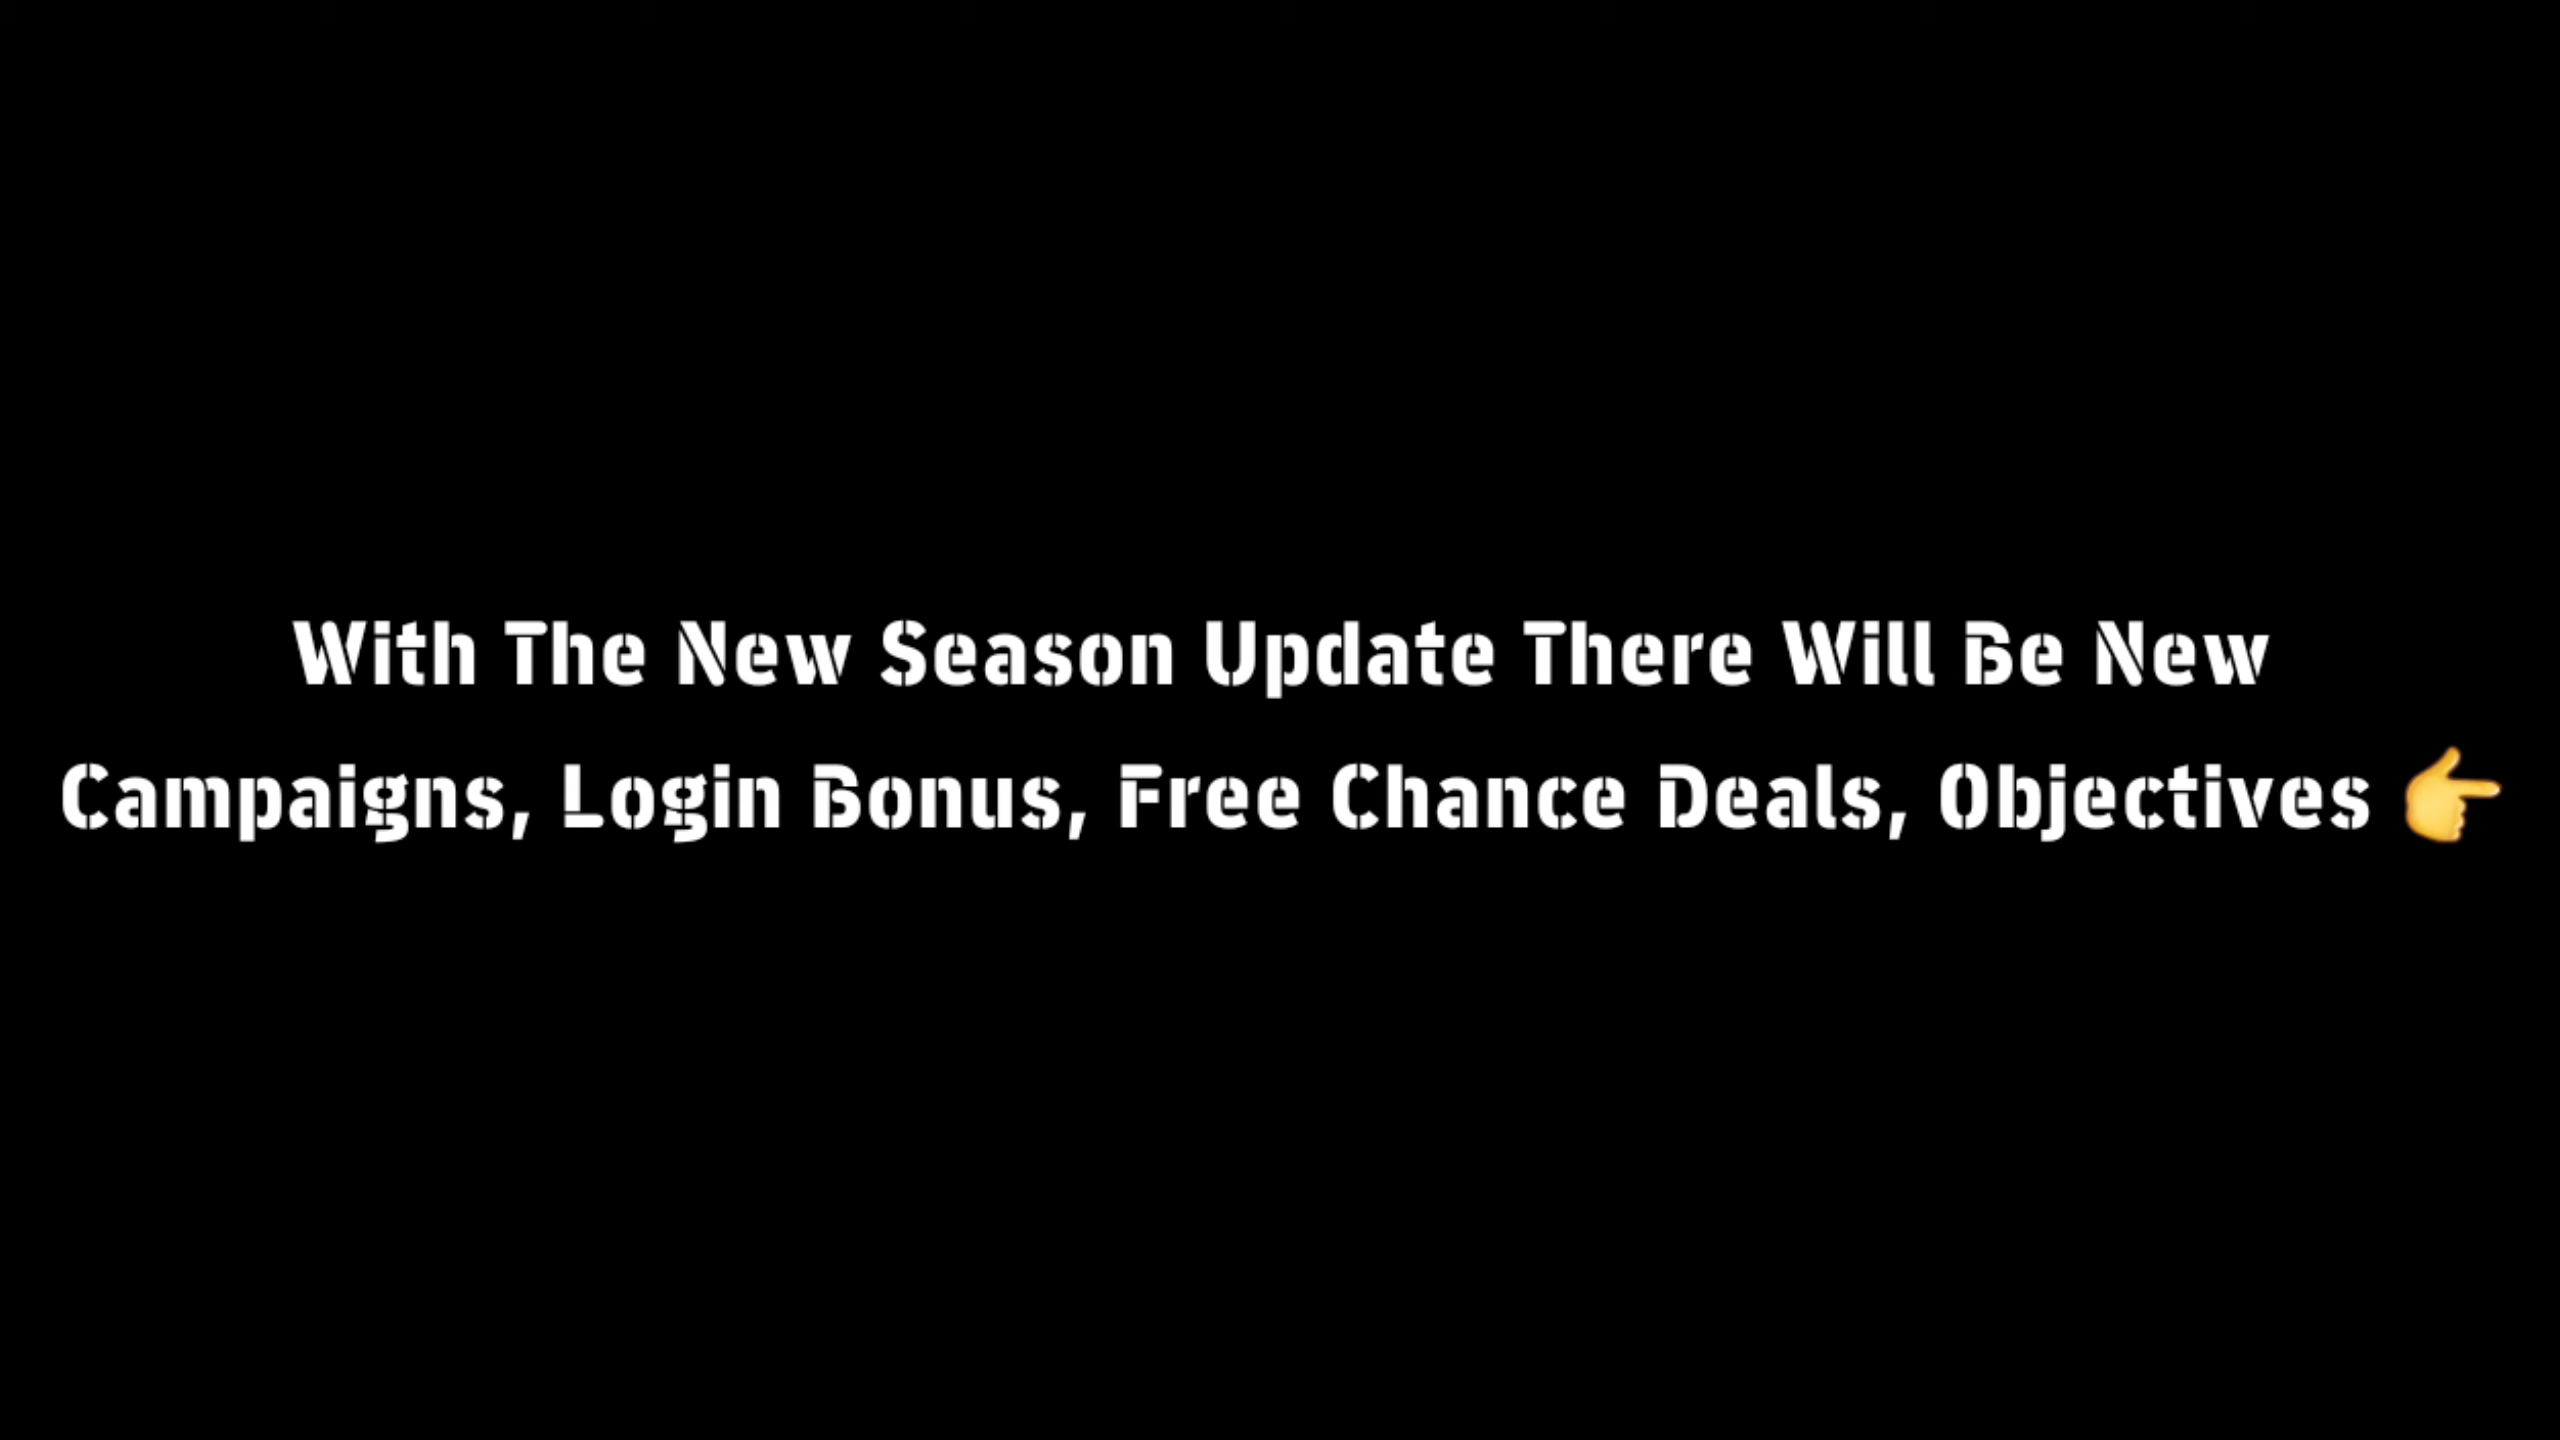 With The New Season Update There Will Be New
Campaigns, Login Bonus, Free Chance Deals, Objectives 👉